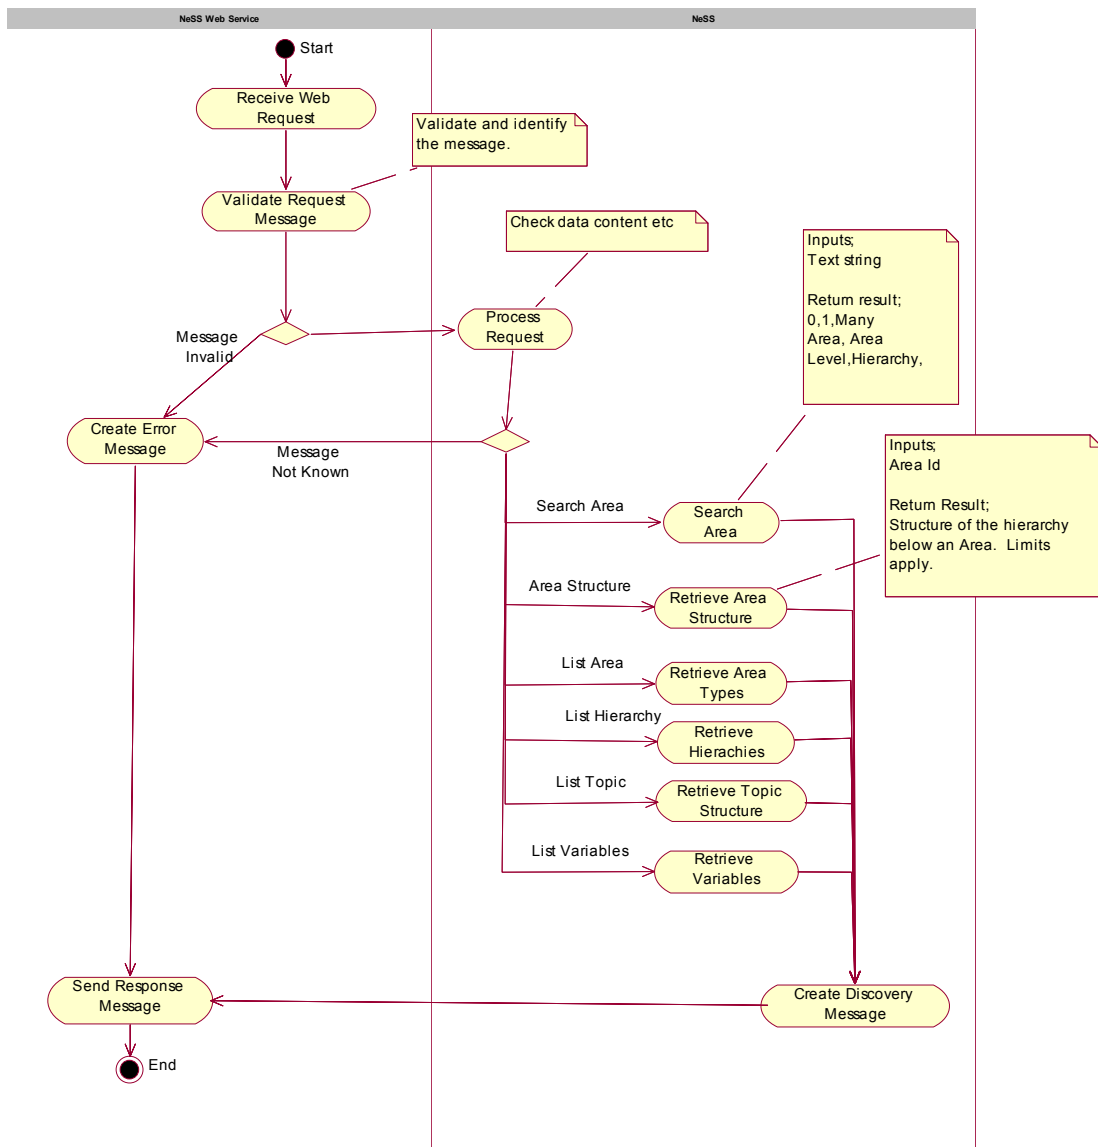 NeSS Web Service
NeSS
Start
Receive Web
Request
Validate and identify
the message.
Validate Request
Message
Check data content etc
Inputs;
Text string
Return result;
0,1,Many
Area, Area
Level,Hierarchy,
Process
Request
Message
Invalid
Create Error
Message
Message
Not Known
Inputs;
Area Id
Return Result;
Structure of the hierarchy
below an Area.  Limits
apply.
Search Area
Search
Area
Area Structure
Retrieve Area
Structure
List Area
Retrieve Area
Types
List Hierarchy
Retrieve
Hierachies
List Topic
Retrieve Topic
Structure
List Variables
Retrieve
Variables
Send Response
Message
Create Discovery
Message
End